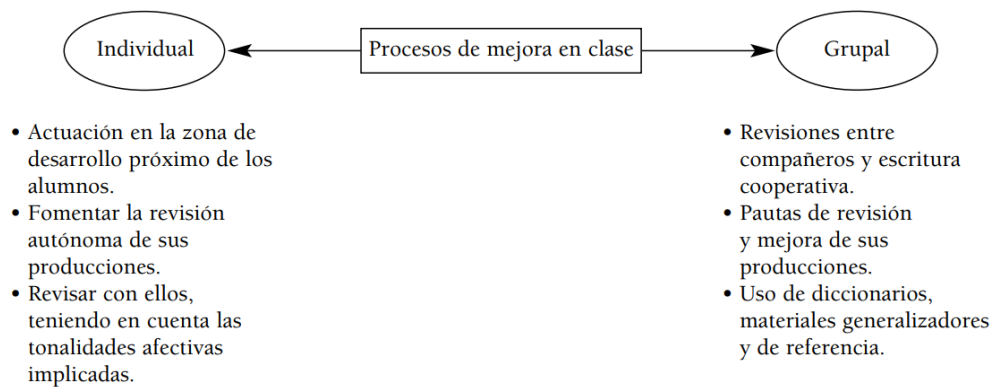 Individual
Procesos de mejora en clase
Grupal
• Actuación en la zona de
desarrollo próximo de los
alumnos.
• Fomentar la revisión
autónoma de sus
producciones.
• Revisar con ellos,
teniendo en cuenta las
tonalidades afectivas
implicadas.
• Revisiones entre
compañeros y escritura
cooperativa.
• Pautas de revisión
y mejora de sus
producciones.
• Uso de diccionarios,
materiales generalizadores
y de referencia.